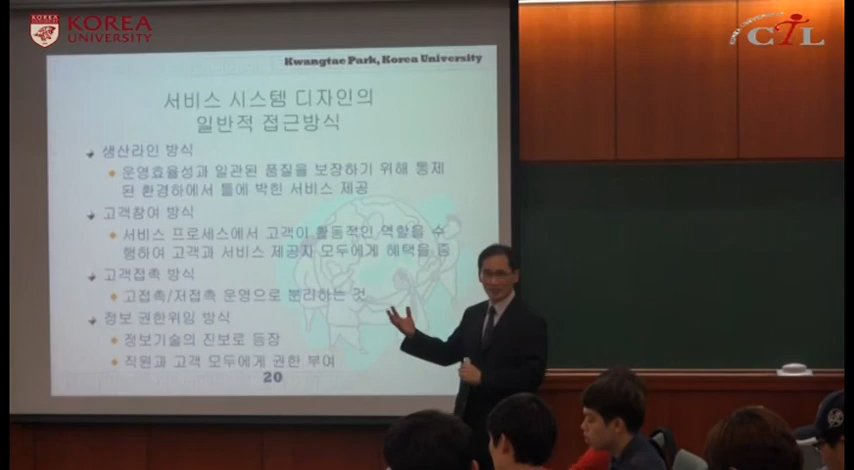 KOREA
UNIVERSITY
CTL
Kwangtae Park, Korea University
서비스 시스템 디자인의
일반적 접근방식
생산라인 방식
운영효율성과 일관된 품질을 보장하기 위해 통제
된 환경하에서 틀에 박힌 서비스 제공
고객참여 방식
서비스 프로세스에서 고객이 활동적인 역할을 수
행하여 고객과 서비스 제공자 모두에게 혜택을 줌
고객접촉 방식
고접촉/저접촉 운영으로 분리하는 것
정보 권한위임 방식
정보기술의 진보로 등장
직원과 고객 모두에게 권한 부여
20